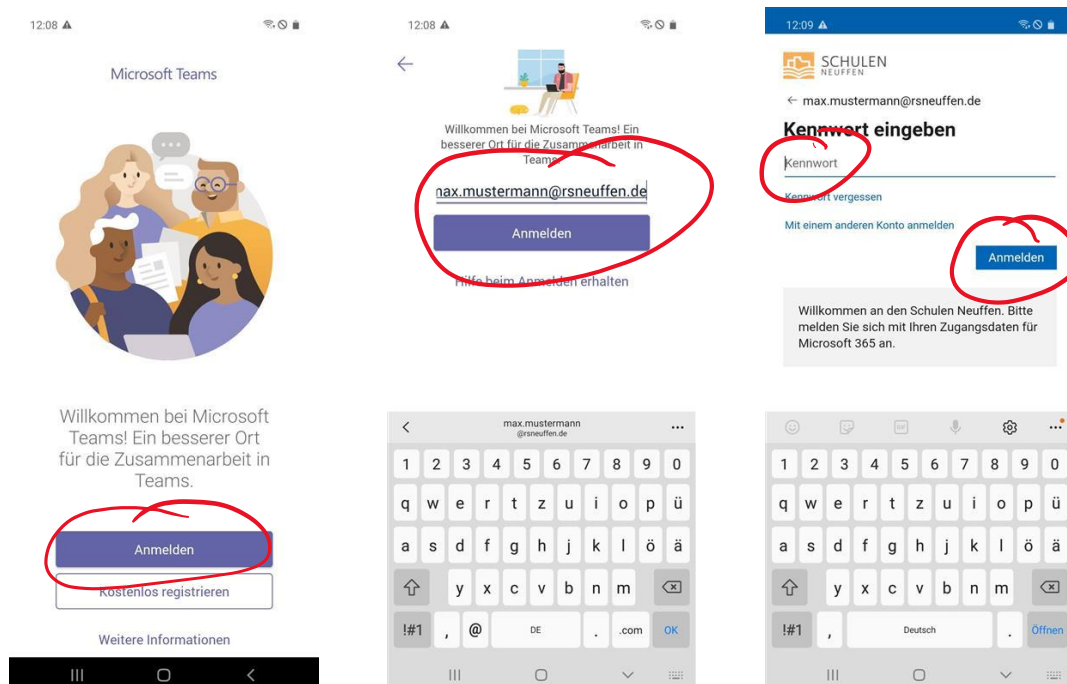 12:08
Microsoft Teams
Willkommen bei Microsoft
Teams! Ein besserer Ort
für die Zusammenarbeit in
Teams.
Anmelden
Kostenlos registrieren
Weitere Informationen
12:08
Willkommen bei Microsoft Teams! Ein
besserer Ort für die Zusammenarbeit in
Teams.
max.mustermann@rsneuffen.de
Anmelden
Hilfe beim Anmelden erhalten
max.mustermann
@rsneuffen.de
1 2 3 4 5 6 7 8 9 0
q w e r t z u i o p ü
a s d f g h j k l ö ä
y x c v b n m
!#1 , @ DE . .com OK
12:09
SCHULEN
NEUFFEN
max.mustermann@rsneuffen.de
Kennwort eingeben
Kennwort
Kennwort vergessen
Mit einem anderen Konto anmelden
Anmelden
Willkommen an den Schulen Neuffen. Bitte
melden Sie sich mit Ihren Zugangsdaten für
Microsoft 365 an.
GIF
1 2 3 4 5 6 7 8 9 0
q w e r t z u i o p ü
a s d f g h j k l ö ä
y x c v b n m
!#1 , Deutsch . Öffnen